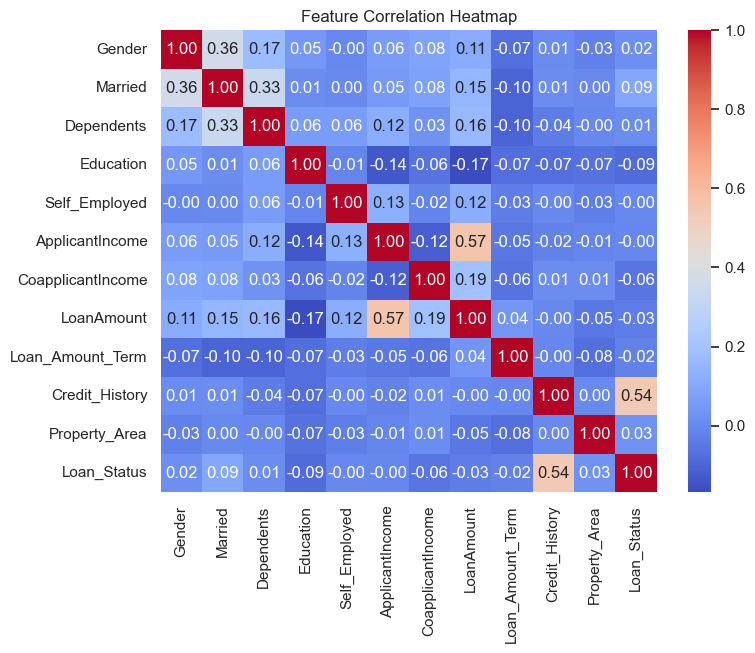 Feature Correlation Heatmap
Gender 1.00 0.36 0.17 0.05 -0.00 0.06 0.08 0.11 -0.07 0.01 -0.03 0.02
Married 0.36 1.00 0.33 0.01 0.00 0.05 0.08 0.15 -0.10 0.01 0.00 0.09
Dependents 0.17 0.33 1.00 0.06 0.06 0.12 0.03 0.16 -0.10 -0.04 -0.00 0.01
Education 0.05 0.01 0.06 1.00 -0.01 -0.14 -0.06 -0.17 -0.07 -0.07 -0.07 -0.09
Self_Employed -0.00 0.00 0.06 -0.01 1.00 0.13 -0.02 0.12 -0.03 -0.00 -0.03 -0.00
ApplicantIncome 0.06 0.05 0.12 -0.14 0.13 1.00 -0.12 0.57 -0.05 -0.02 -0.01 -0.00
CoapplicantIncome 0.08 0.08 0.03 -0.06 -0.02 -0.12 1.00 0.19 -0.06 0.01 0.01 -0.06
LoanAmount 0.11 0.15 0.16 -0.17 0.12 0.57 0.19 1.00 0.04 -0.00 -0.05 -0.03
Loan_Amount_Term -0.07 -0.10 -0.10 -0.07 -0.03 -0.05 -0.06 0.04 1.00 -0.00 -0.08 -0.02
Credit_History 0.01 0.01 -0.04 -0.07 -0.00 -0.02 0.01 -0.00 -0.00 1.00 0.00 0.54
Property_Area -0.03 0.00 -0.00 -0.07 -0.03 -0.01 0.01 -0.05 -0.08 0.00 1.00 0.03
Loan_Status 0.02 0.09 0.01 -0.09 -0.00 -0.00 -0.06 -0.03 -0.02 0.54 0.03 1.00
Gender
Married
Dependents
Education
Self_Employed
ApplicantIncome
CoapplicantIncome
LoanAmount
Loan_Amount_Term
Credit_History
Property_Area
Loan_Status
1.0
0.8
0.6
0.4
0.2
0.0